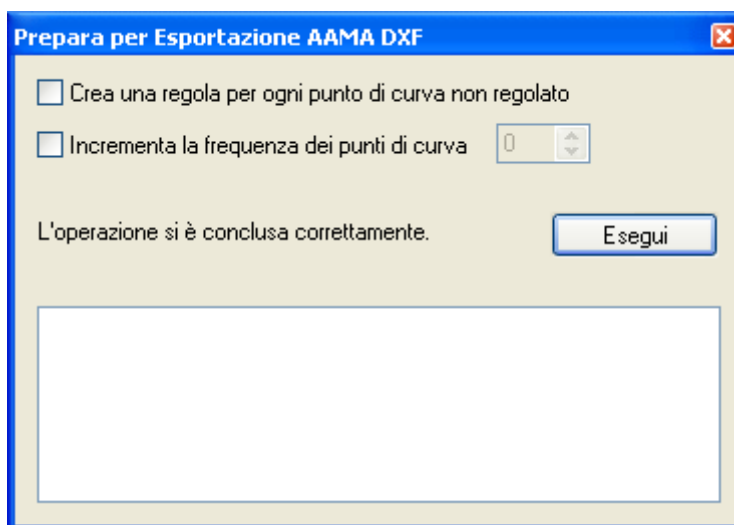 Prepara per Esportazione AAMA DXF
Crea una regola per ogni punto di curva non regolato
Incrementa la frequenza dei punti di curva 0
L'operazione si è conclusa correttamente. Esegui